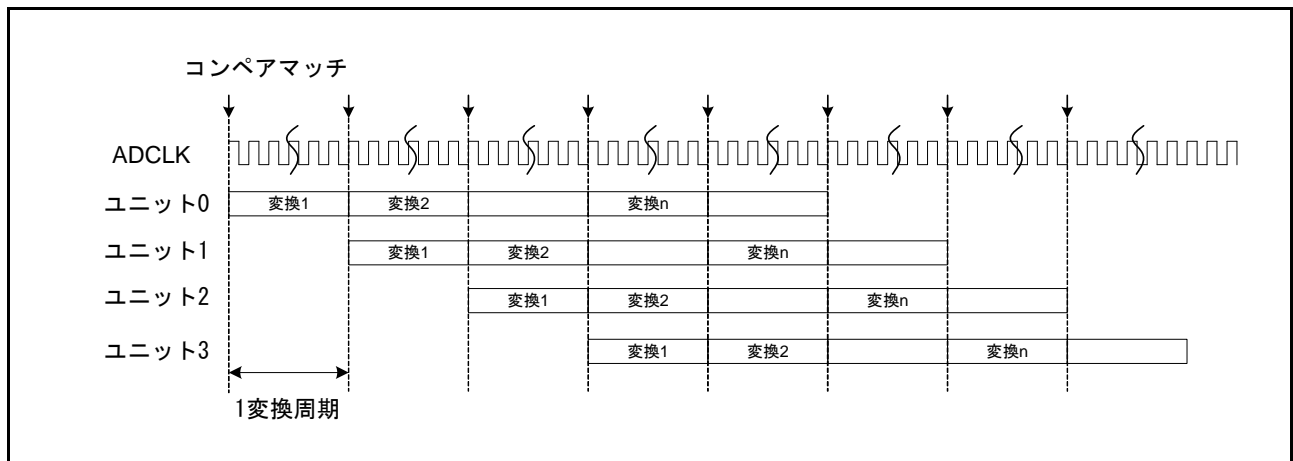 コンペアマッチ
ADCLK
ユニット0 変換1 変換2 変換n
ユニット1 変換1 変換2 変換n
ユニット2 変換1 変換2 変換n
ユニット3 変換1 変換2 変換n
1変換周期